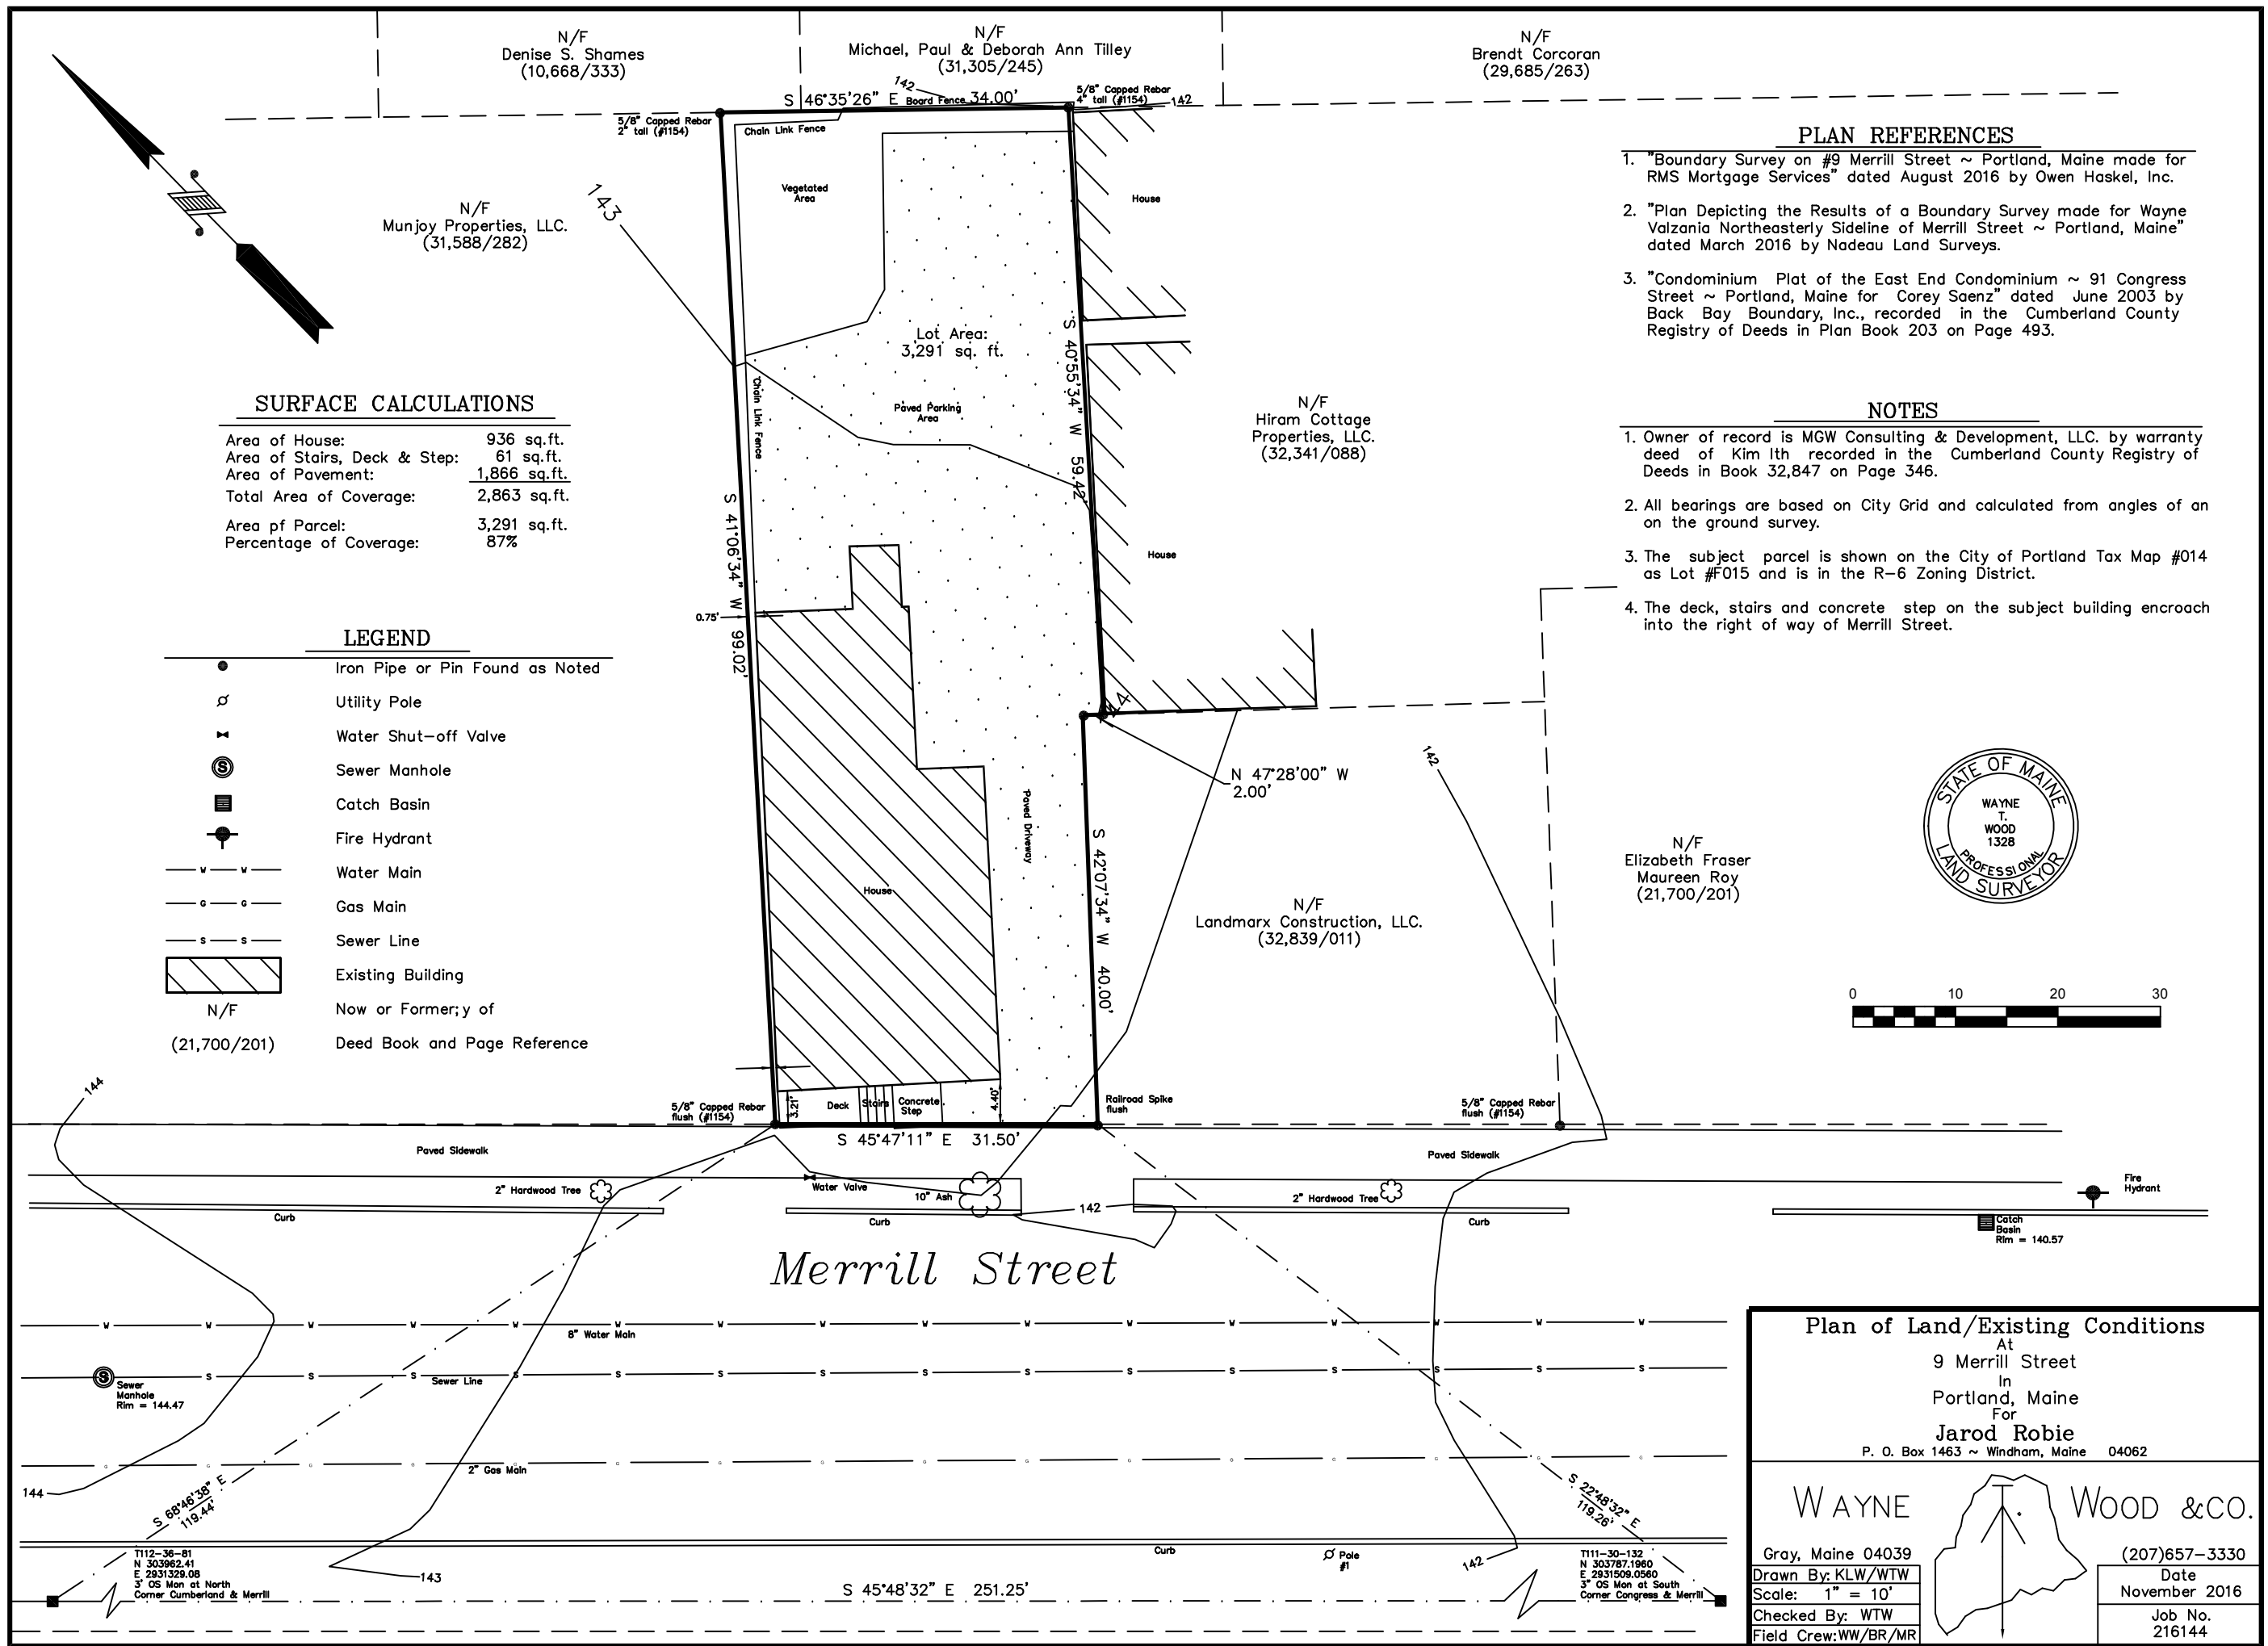 N/F
Denise S. Shames
(10,668/333)
N/F
Michael, Paul & Deborah Ann Tilley
(31,305/245)
N/F
Brendt Corcoran
(29,685/263)
142
S 46°35'26" E Board Fence 34.00'
5/8" Capped Rebar
4" tall (#1154)
142
5/8" Capped Rebar
2" tall (#1154)
Chain Link Fence
Vegetated
Area
House
143
N/F
Munjoy Properties, LLC.
(31,588/282)
Lot Area:
3,291 sq. ft.
S 40°55'34" W 59.42'
Chain Link Fence
Paved Parking
Area
N/F
Hiram Cottage
Properties, LLC.
(32,341/088)
House
S 41°06'34" W 99.02'
0.75'
144
N 47°28'00" W
2.00'
142
Paved Driveway
S 42°07'34" W 40.00'
House
N/F
Landmarx Construction, LLC.
(32,839/011)
N/F
Elizabeth Fraser
Maureen Roy
(21,700/201)
PLAN REFERENCES
1. "Boundary Survey on #9 Merrill Street ~ Portland, Maine made for
RMS Mortgage Services" dated August 2016 by Owen Haskel, Inc.
2. "Plan Depicting the Results of a Boundary Survey made for Wayne
Valzania Northeasterly Sideline of Merrill Street ~ Portland, Maine"
dated March 2016 by Nadeau Land Surveys.
3. "Condominium Plat of the East End Condominium ~ 91 Congress
Street ~ Portland, Maine for Corey Saenz" dated June 2003 by
Back Bay Boundary, Inc., recorded in the Cumberland County
Registry of Deeds in Plan Book 203 on Page 493.
NOTES
1. Owner of record is MGW Consulting & Development, LLC. by warranty
deed of Kim Ith recorded in the Cumberland County Registry of
Deeds in Book 32,847 on Page 346.
2. All bearings are based on City Grid and calculated from angles of an
on the ground survey.
3. The subject parcel is shown on the City of Portland Tax Map #014
as Lot #F015 and is in the R-6 Zoning District.
4. The deck, stairs and concrete step on the subject building encroach
into the right of way of Merrill Street.
STATE OF MAINE
WAYNE
T.
WOOD
1328
PROFESSIONAL
LAND SURVEYOR
0 10 20 30
SURFACE CALCULATIONS
Area of House: 936 sq.ft.
Area of Stairs, Deck & Step: 61 sq.ft.
Area of Pavement: 1,866 sq.ft.
Total Area of Coverage: 2,863 sq.ft.
Area pf Parcel: 3,291 sq.ft.
Percentage of Coverage: 87%
LEGEND
Iron Pipe or Pin Found as Noted
Utility Pole
Water Shut-off Valve
S Sewer Manhole
Catch Basin
Fire Hydrant
W W Water Main
G G Gas Main
S S Sewer Line
Existing Building
N/F Now or Former;y of
(21,700/201) Deed Book and Page Reference
144
5/8" Capped Rebar
flush (#1154)
3.21'
Deck
Stairs
Concrete
Step
4.40'
Railroad Spike
flush
5/8" Capped Rebar
flush (#1154)
S 45°47'11" E 31.50'
Paved Sidewalk
Paved Sidewalk
2" Hardwood Tree
Water Valve
10" Ash
2" Hardwood Tree
142
Fire
Hydrant
Curb
Curb
Curb
Catch
Basin
Rim = 140.57
Merrill Street
W W W W W W W W W W W W W W W W
8" Water Main
S
S S S S S S S S S S S S S S S
Sewer
Manhole
Rim = 144.47
Sewer Line
2" Gas Main
144
S 68°46'38" E
119.44'
S 22°48'32" E
119.26'
Curb
Pole
#1
142
T112-36-81
N 303962.41
E 2931329.08
3' OS Mon at North
Corner Cumberland & Merrill
143
S 45°48'32" E 251.25'
T111-30-132
N 303787.1960
E 2931509.0560
3" OS Mon at South
Corner Congress & Merrill
Plan of Land/Existing Conditions
At
9 Merrill Street
In
Portland, Maine
For
Jarod Robie
P. O. Box 1463 ~ Windham, Maine 04062
WAYNE WOOD &CO.
Gray, Maine 04039 (207)657-3330
Drawn By: KLW/WTW
Scale: 1" = 10'
Checked By: WTW
Field Crew:WW/BR/MR
Date
November 2016
Job No.
216144